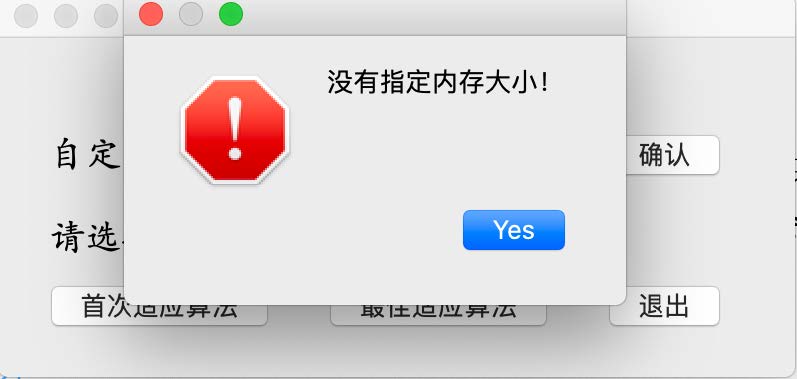 没有指定内存大小！
自定
确认
Yes
请选
首次适应算法
最佳适应算法
退出